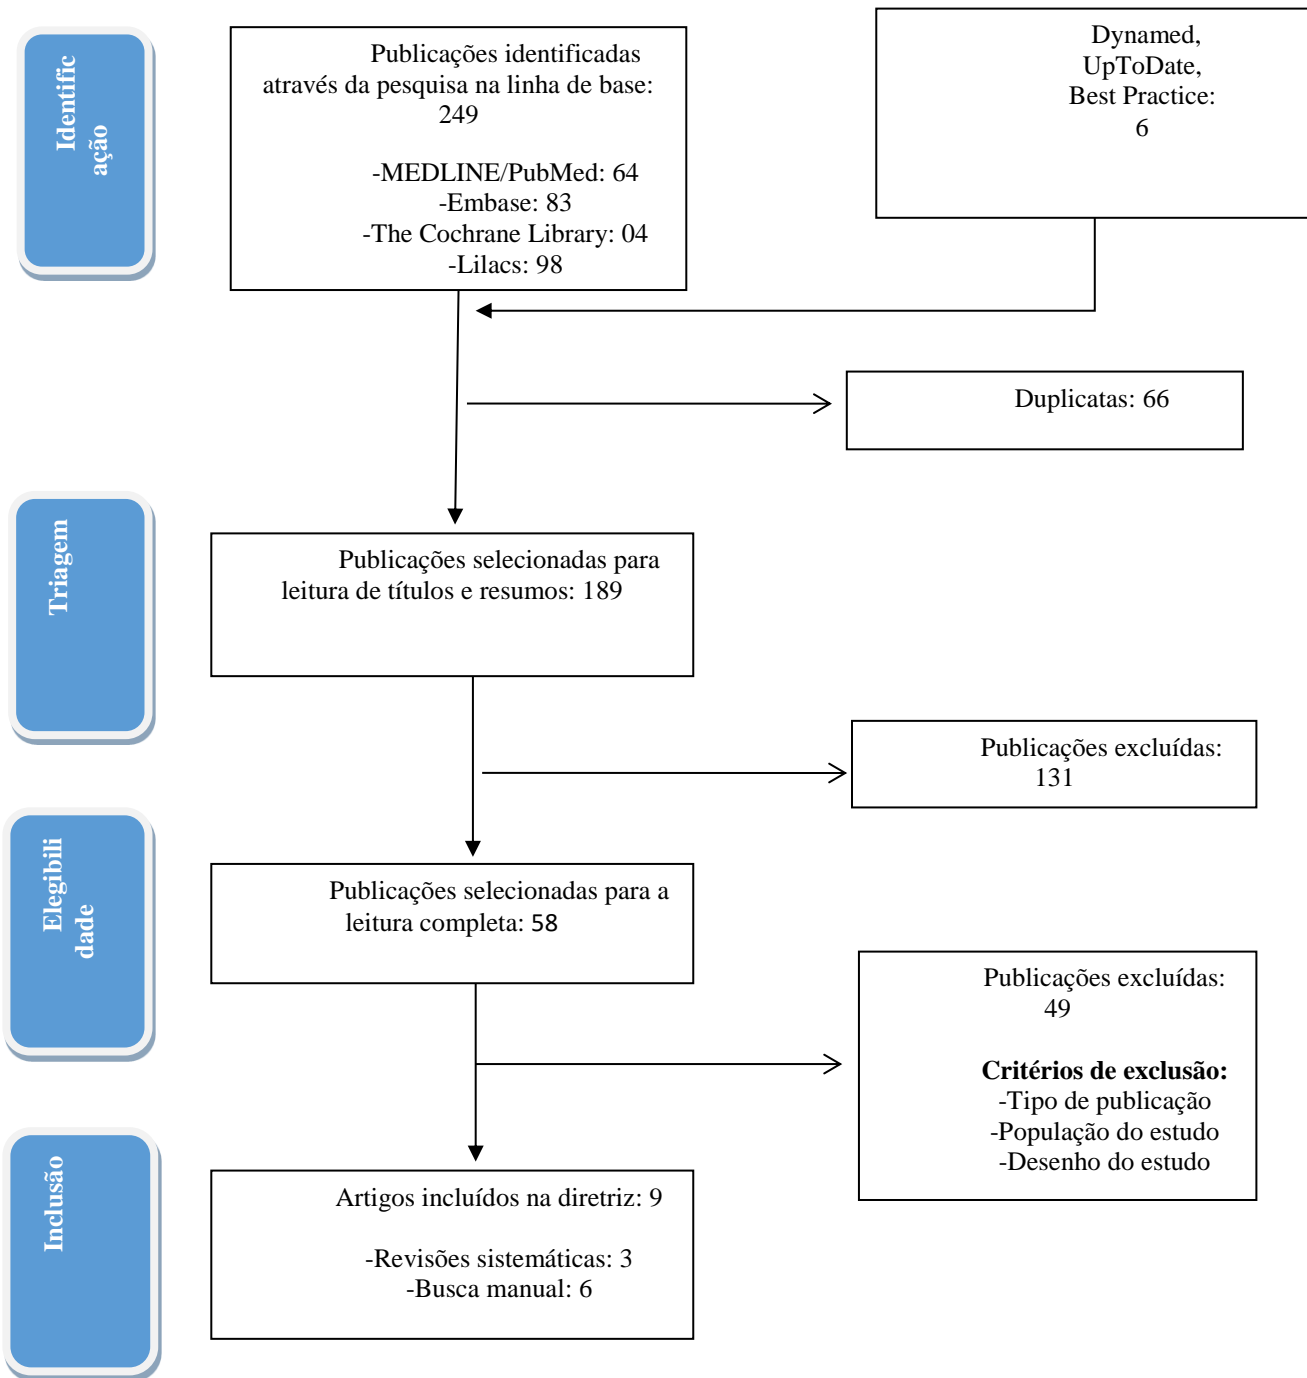 Identific
ação
Publicações identificadas
através da pesquisa na linha de base:
249
-MEDLINE/PubMed: 64
-Embase: 83
-The Cochrane Library: 04
-Lilacs: 98
Dynamed,
UpToDate,
Best Practice:
6
Duplicatas: 66
Triagem
Publicações selecionadas para
leitura de títulos e resumos: 189
Publicações excluídas:
131
Elegibili
dade
Publicações selecionadas para a
leitura completa: 58
Publicações excluídas:
49
Critérios de exclusão:
-Tipo de publicação
-População do estudo
-Desenho do estudo
Inclusão
Artigos incluídos na diretriz: 9
-Revisões sistemáticas: 3
-Busca manual: 6